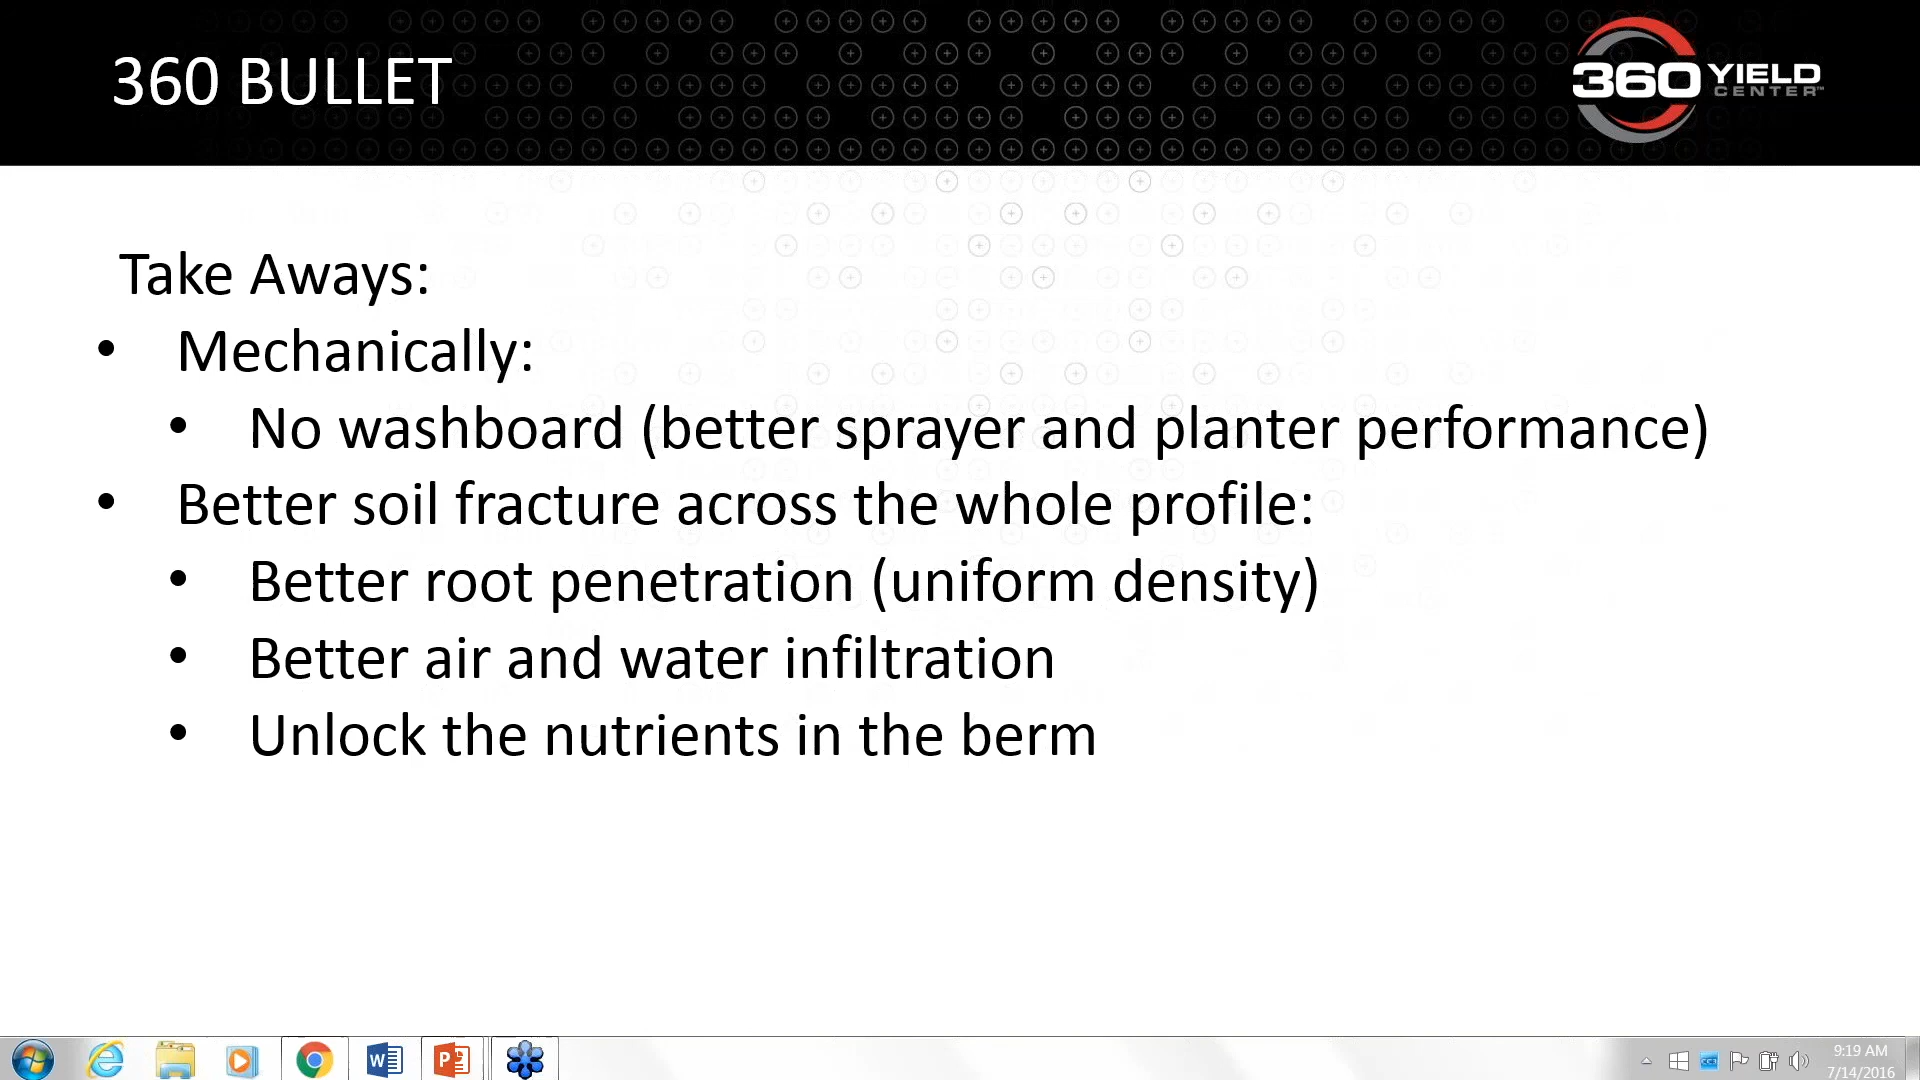 360 BULLET
360 YIELD
CENTER™
Take Aways:
• Mechanically:
• No washboard (better sprayer and planter performance)
• Better soil fracture across the whole profile:
• Better root penetration (uniform density)
• Better air and water infiltration
• Unlock the nutrients in the berm
9:19 AM
7/14/2016